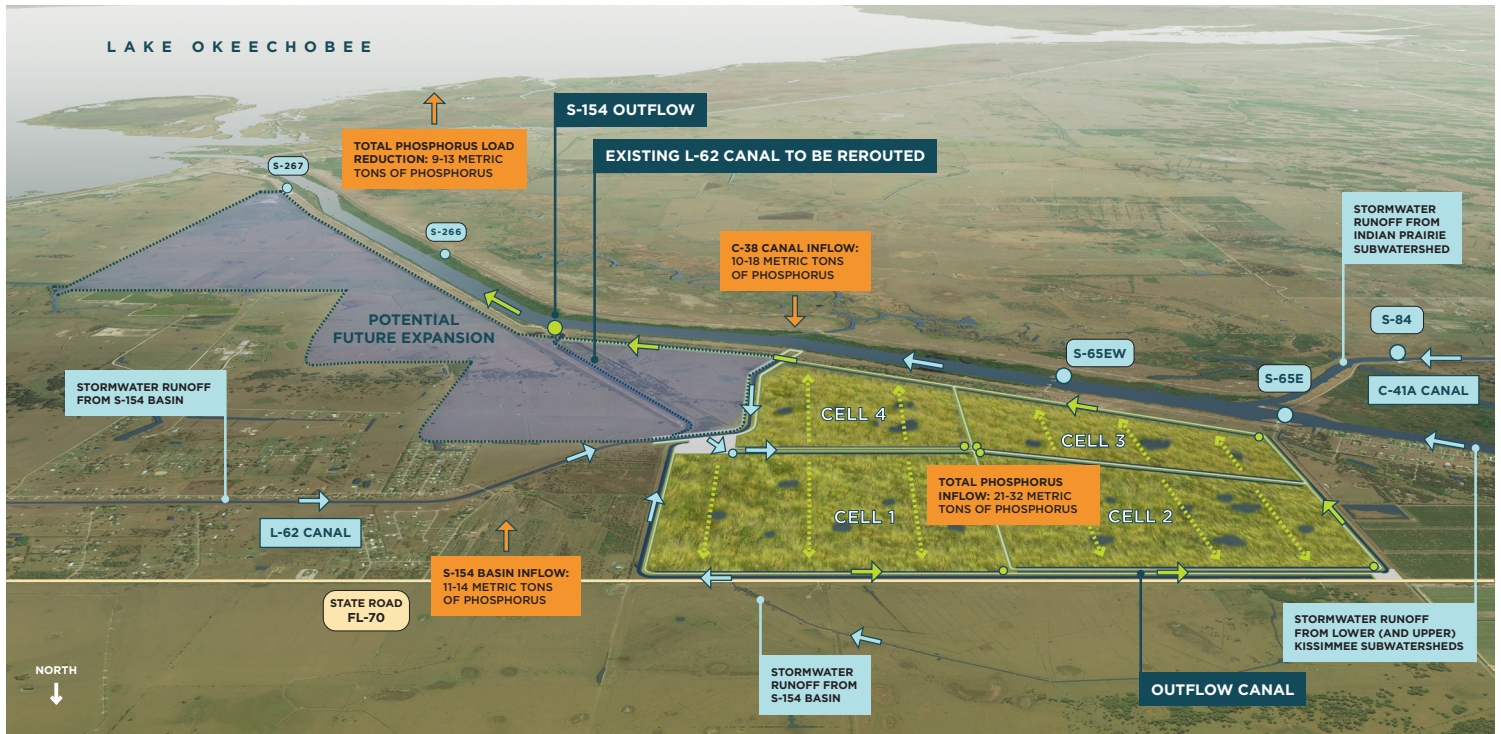 LAKE OKEECHOBEE
S-154 OUTFLOW
TOTAL PHOSPHORUS LOAD
REDUCTION: 9-13 METRIC
TONS OF PHOSPHORUS
EXISTING L-62 CANAL TO BE REROUTED
S-267
STORMWATER
RUNOFF FROM
INDIAN PRAIRIE
SUBWATERSHED
S-266
C-38 CANAL INFLOW:
10-18 METRIC TONS
OF PHOSPHORUS
POTENTIAL
FUTURE EXPANSION
S-84
S-65EW
S-65E
C-41A CANAL
STORMWATER RUNOFF
FROM S-154 BASIN
CELL 4
CELL 3
TOTAL PHOSPHORUS
INFLOW: 21-32 METRIC
TONS OF PHOSPHORUS
CELL 1
CELL 2
L-62 CANAL
S-154 BASIN INFLOW:
11-14 METRIC TONS
OF PHOSPHORUS
STATE ROAD
FL-70
STORMWATER RUNOFF
FROM LOWER (AND UPPER)
KISSIMMEE SUBWATERSHEDS
NORTH
STORMWATER
RUNOFF FROM
S-154 BASIN
OUTFLOW CANAL